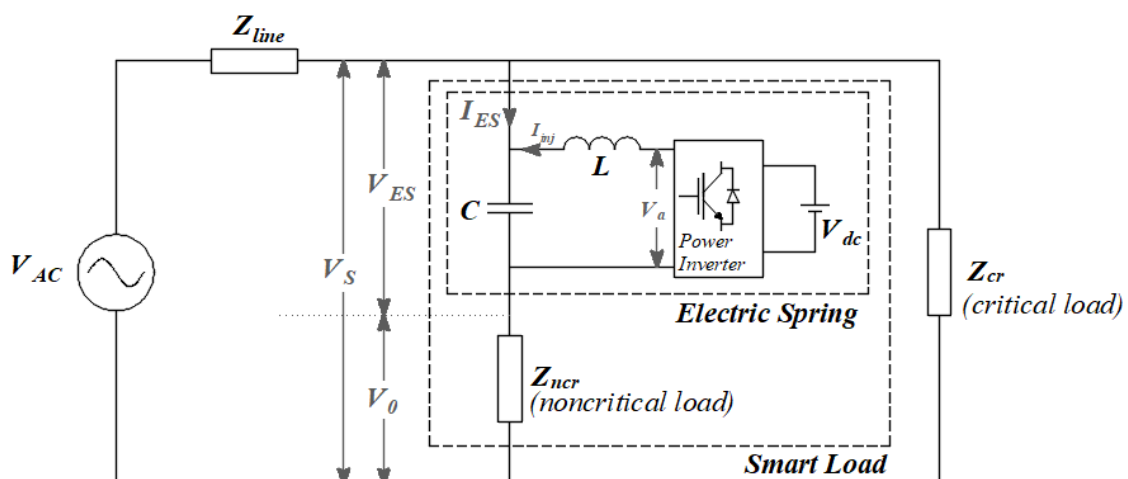 Z_line
I_ES
I_inj
L
V_ES
C
V_a
V_dc
Power
Inverter
V_AC
V_S
Z_cr
(critical load)
Electric Spring
Z_ncr
(noncritical load)
V_0
Smart Load